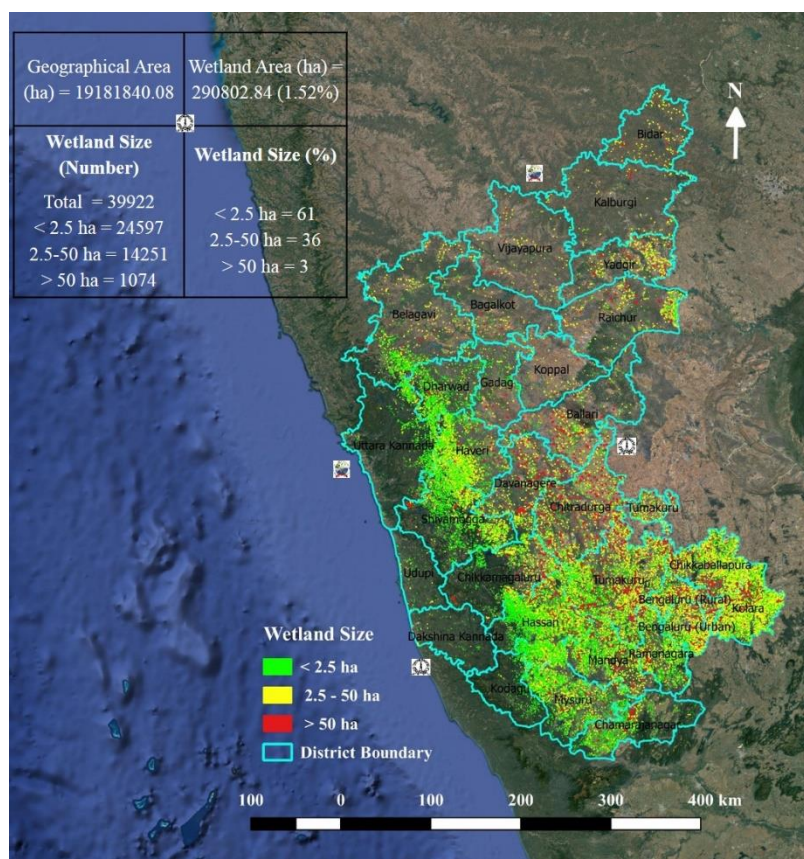 Geographical Area
(ha) = 19181840.08
Wetland Area (ha) =
290802.84 (1.52%)
Wetland Size
(Number)
Total = 39922
< 2.5 ha = 24597
2.5-50 ha = 14251
> 50 ha = 1074
Wetland Size (%)
< 2.5 ha = 61
2.5-50 ha = 36
> 50 ha = 3
N
Bidar
Kalburgi
Vijayapura
Yadgir
Bagalkot
Belagavi
Raichur
Koppal
Dharwad
Gadag
Ballari
Uttara Kannada
Haveri
Davanagere
Chitradurga
Tumakuru
Shivamogga
Chikkaballapura
Udupi
Chikkamagaluru
Tumakuru
Bengaluru (Rural)
Kolara
Hassan
Bengaluru (Urban)
Dakshina Kannada
Ramanagara
Mandya
Kodagu
Mysuru
Chamarajanagar
Wetland Size
< 2.5 ha
2.5 - 50 ha
> 50 ha
District Boundary
100 0 100 200 300 400 km